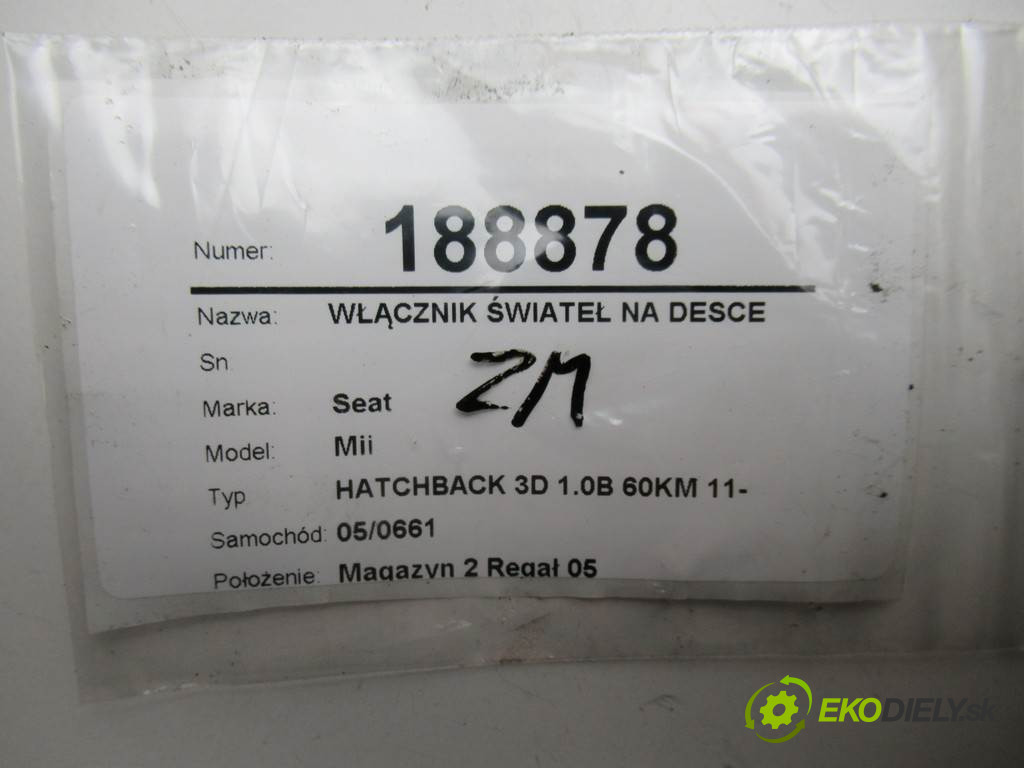 Numer: 188878
Nazwa: WŁĄCZNIK ŚWIATEŁ NA DESCE
Sn
ZM
Marka: Seat
Model: Mii
Typ HATCHBACK 3D 1.0B 60KM 11-
Samochód: 05/0661
Położenie: Magazyn 2 Regał 05
EKODIELY.sk